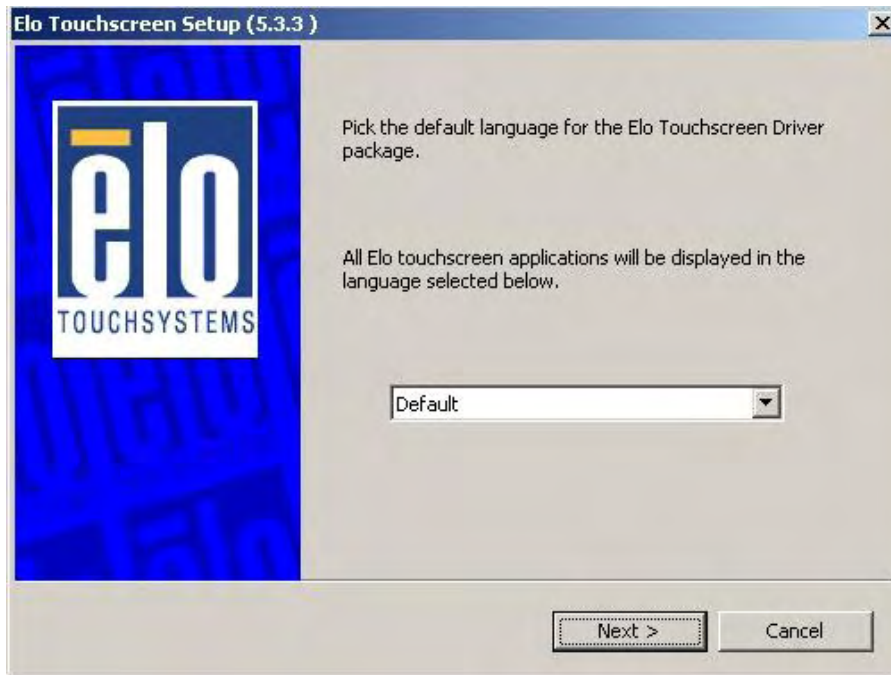 Elo Touchscreen Setup (5.3.3 )
ēlo
TOUCHSYSTEMS
Pick the default language for the Elo Touchscreen Driver
package.
All Elo touchscreen applications will be displayed in the
language selected below.
Default
Next >
Cancel